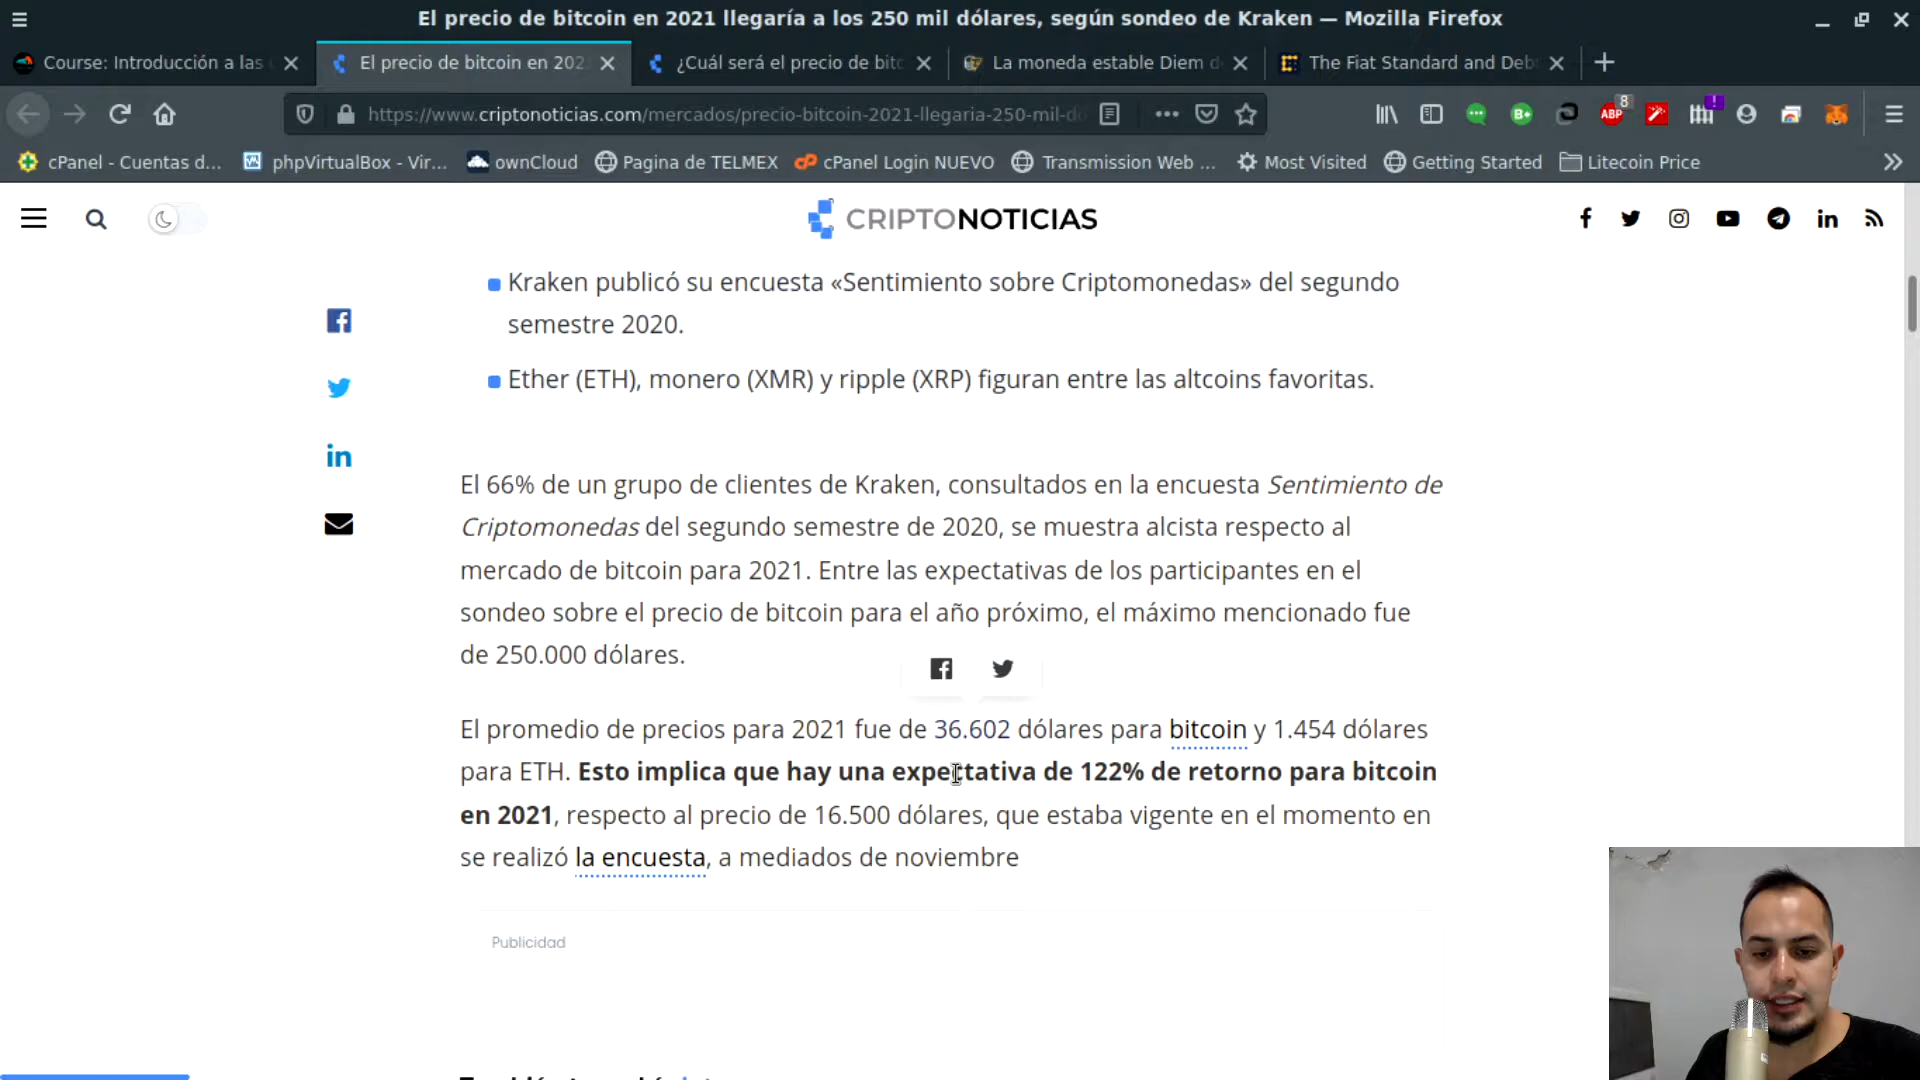 El precio de bitcoin en 2021 llegaría a los 250 mil dólares, según sondeo de Kraken — Mozilla Firefox
Course: Introducción a las
El precio de bitcoin en 202
¿Cuál será el precio de bitc
La moneda estable Diem d
The Fiat Standard and Deb
https://www.criptonoticias.com/mercados/precio-bitcoin-2021-llegaria-250-mil-d
ABP
8
B+
!
cPanel - Cuentas d...
phpVirtualBox - Vir...
ownCloud
Pagina de TELMEX
cP cPanel Login NUEVO
Transmission Web ...
Most Visited
Getting Started
Litecoin Price
CRIPTONOTICIAS
Kraken publicó su encuesta «Sentimiento sobre Criptomonedas» del segundo
semestre 2020.
Ether (ETH), monero (XMR) y ripple (XRP) figuran entre las altcoins favoritas.
El 66% de un grupo de clientes de Kraken, consultados en la encuesta Sentimiento de
Criptomonedas del segundo semestre de 2020, se muestra alcista respecto al
mercado de bitcoin para 2021. Entre las expectativas de los participantes en el
sondeo sobre el precio de bitcoin para el año próximo, el máximo mencionado fue
de 250.000 dólares.
El promedio de precios para 2021 fue de 36.602 dólares para bitcoin y 1.454 dólares
para ETH. Esto implica que hay una expectativa de 122% de retorno para bitcoin
en 2021, respecto al precio de 16.500 dólares, que estaba vigente en el momento en
se realizó la encuesta, a mediados de noviembre
Publicidad